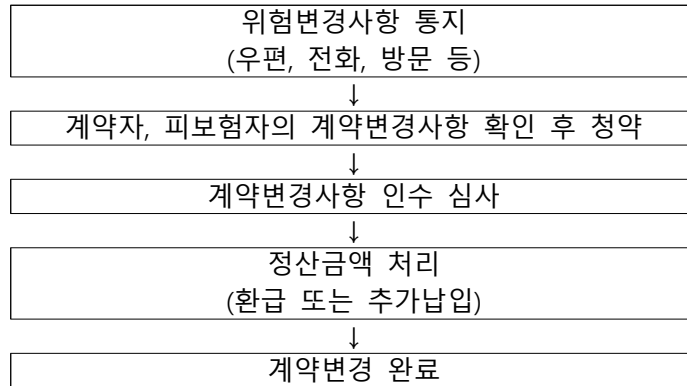 위험변경사항 통지
(우편, 전화, 방문 등)
↓
계약자, 피보험자의 계약변경사항 확인 후 청약
↓
계약변경사항 인수 심사
↓
정산금액 처리
(환급 또는 추가납입)
↓
계약변경 완료